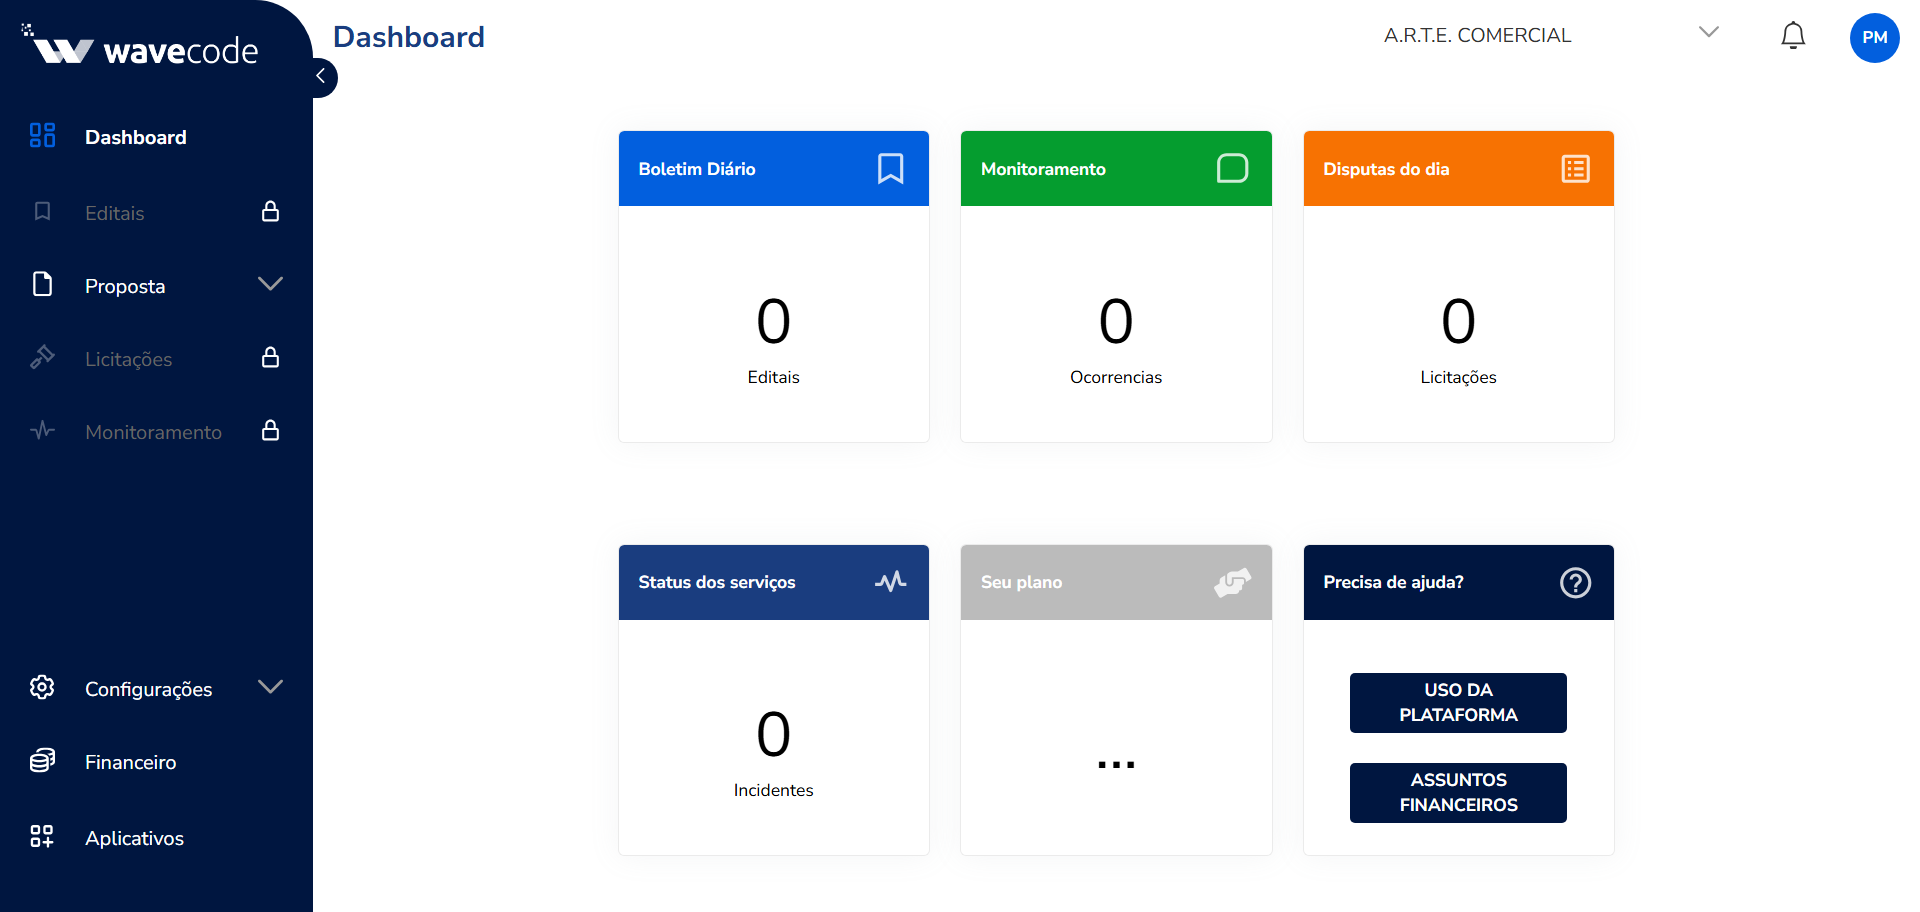 wavecode
Dashboard
A.R.T.E. COMERCIAL
PM
Dashboard
Editais
Proposta
Licitações
Monitoramento
Configurações
Financeiro
Aplicativos
Boletim Diário
0
Editais
Monitoramento
0
Ocorrencias
Disputas do dia
0
Licitações
Status dos serviços
0
Incidentes
Seu plano
...
Precisa de ajuda?
USO DA
PLATAFORMA
ASSUNTOS
FINANCEIROS